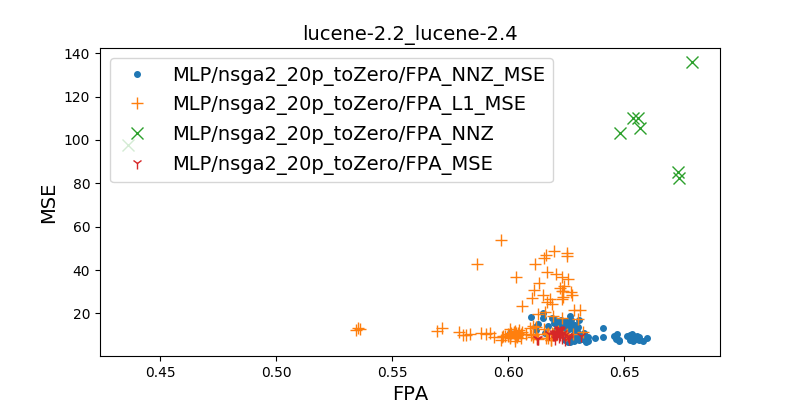 lucene-2.2_lucene-2.4
140
120
100
80
60
40
20
MSE
MLP/nsga2_20p_toZero/FPA_NNZ_MSE
MLP/nsga2_20p_toZero/FPA_L1_MSE
MLP/nsga2_20p_toZero/FPA_NNZ
MLP/nsga2_20p_toZero/FPA_MSE
0.45 0.50 0.55 0.60 0.65
FPA